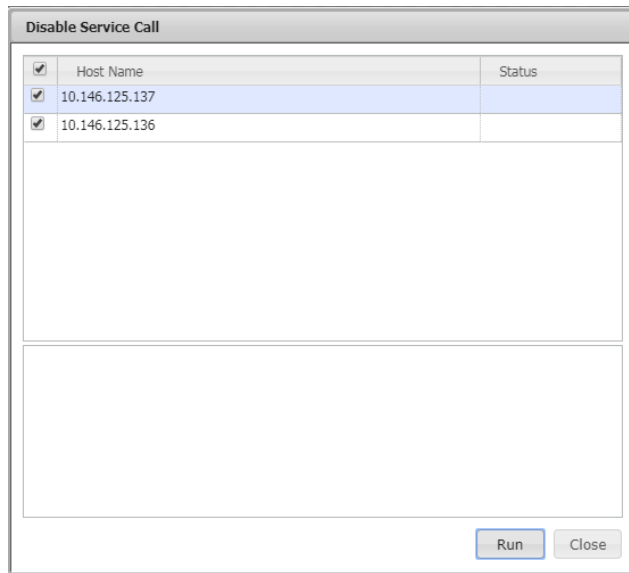 Disable Service Call
Host Name Status
10.146.125.137
10.146.125.136
Run Close